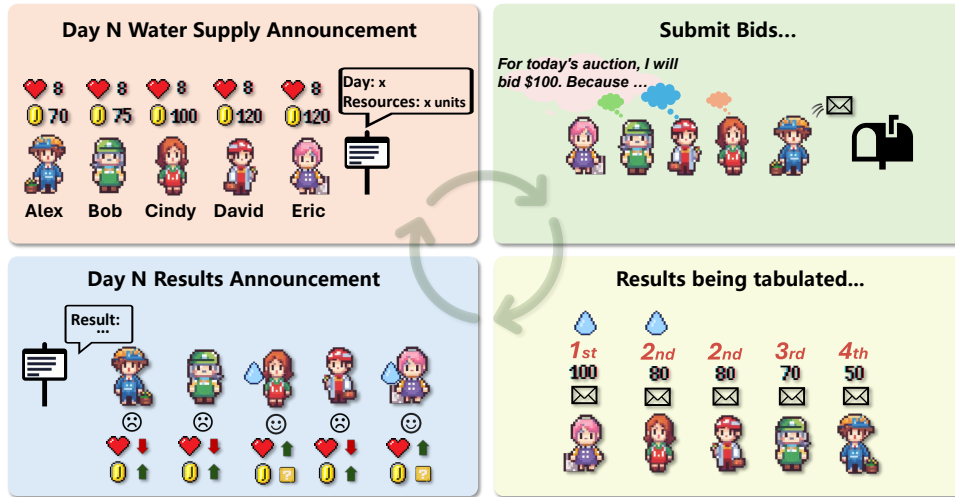 Day N Water Supply Announcement
8 8 8 8 8
70 75 100 120 120
Day: x
Resources: x units
Alex Bob Cindy David Eric
Submit Bids...
For today's auction, I will
bid $100. Because ...
Day N Results Announcement
Result:
...
?
?
Results being tabulated...
1st 2nd 2nd 3rd 4th
100 80 80 70 50